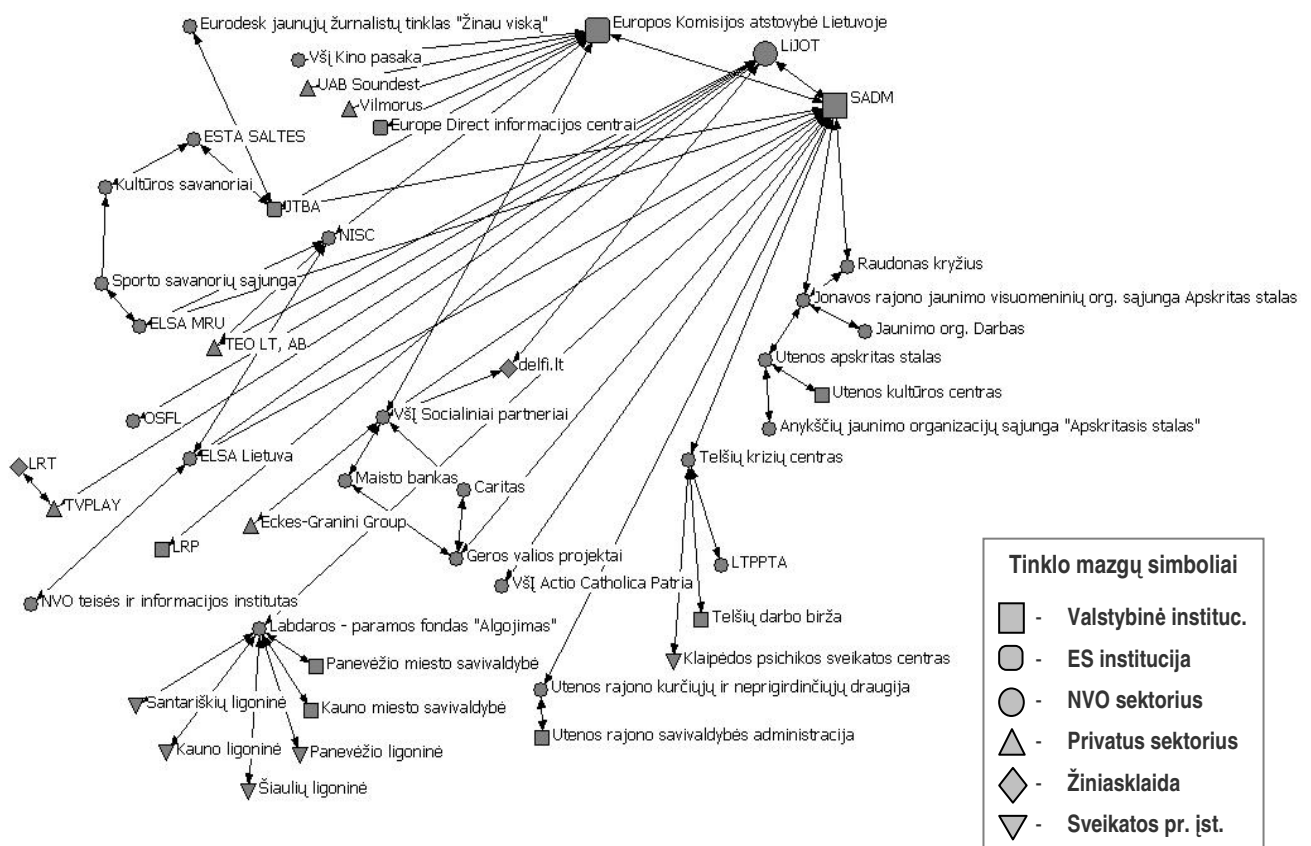 Eurodesk jaunųjų žurnalistų tinklas "Žinau viską"
Europos Komisijos atstovybė Lietuvoje
LiJOT
VšĮ Kino pasaka
UAB Soundest
SADM
Vilmorus
Europe Direct informacijos centrai
ESTA SALTES
Kultūros savanoriai
JTBA
NISC
Raudonas kryžius
Sporto savanorių sąjunga
Jonavos rajono jaunimo visuomeninių org. sąjunga Apskritas stalas
ELSA MRU
Jaunimo org. Darbas
TEO LT, AB
Utenos apskritas stalas
delfi.lt
Utenos kultūros centras
VšĮ Socialiniai partneriai
OSFL
Anykščių jaunimo organizacijų sąjunga "Apskritasis stalas"
ELSA Lietuva
Telšių krizių centras
LRT
Maisto bankas
Caritas
TVPLAY
Eckes-Granini Group
LRP
Geros valios projektai
LTPPTA
VšĮ Actio Catholica Patria
NVO teisės ir informacijos institutas
Telšių darbo birža
Labdaros - paramos fondas "Algojimas"
Panevėžio miesto savivaldybė
Klaipėdos psichikos sveikatos centras
Utenos rajono kurčiųjų ir neprigirdinčiųjų draugija
Santariškių ligoninė
Kauno miesto savivaldybė
Utenos rajono savivaldybės administracija
Kauno ligoninė
Panevėžio ligoninė
Šiaulių ligoninė
Tinklo mazgų simboliai
- Valstybinė instituc.
- ES institucija
- NVO sektorius
- Privatus sektorius
- Žiniasklaida
- Sveikatos pr. įst.